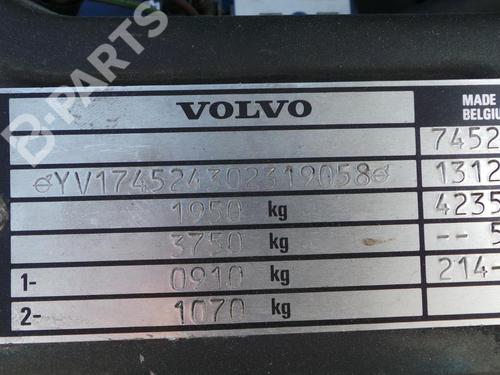 B-PARTS
VOLVO
MADE
BELGIU
7452
YV1745243O2319058
1312
1950 kg
4235
3750 kg
--5
1- 0910 kg
214-
2- 1070 kg